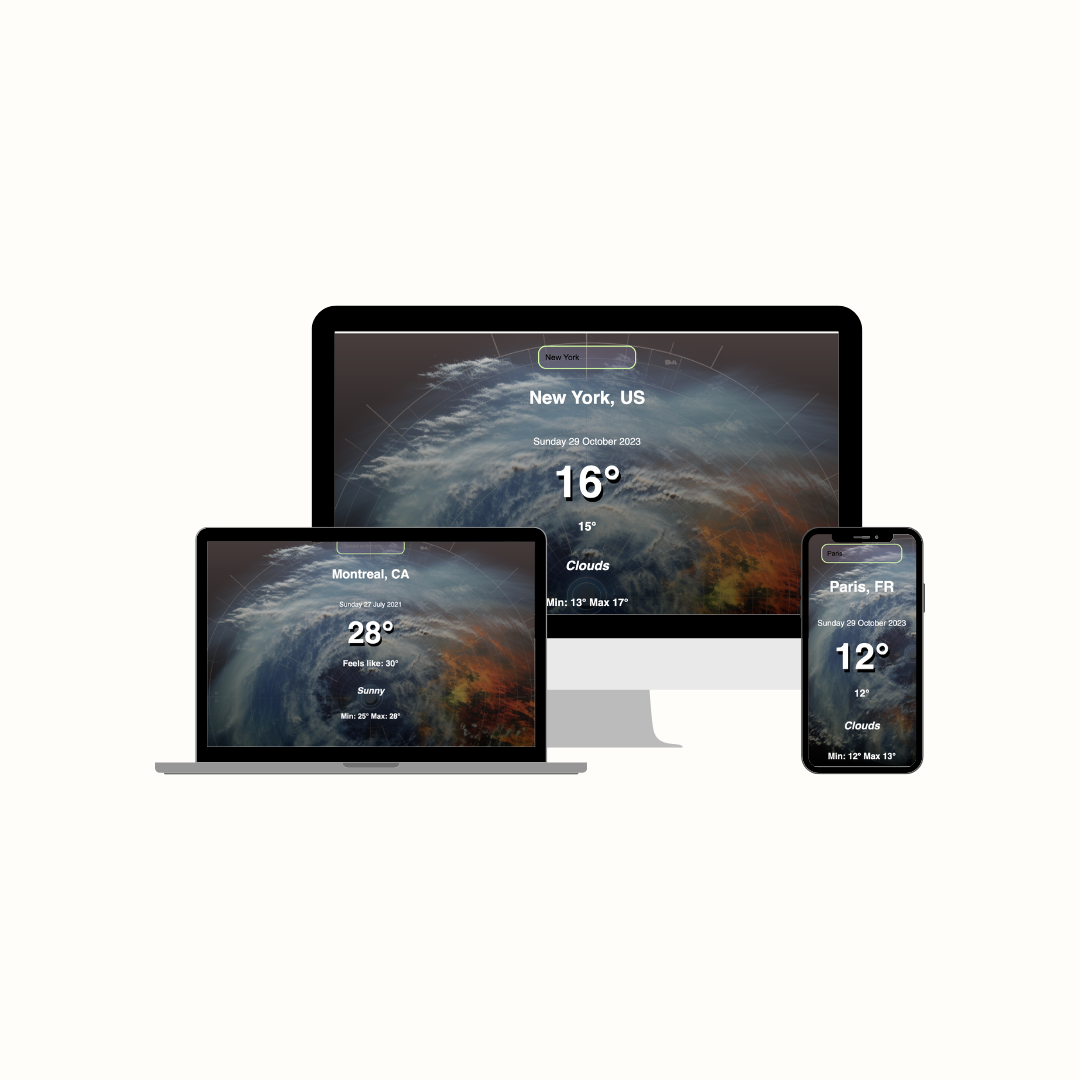 New York
New York, US
Sunday 29 October 2023
16°
15°
Clouds
Min: 13° Max 17°
Montreal, CA
Sunday 27 July 2021
28°
Feels like: 30°
Sunny
Min: 25° Max: 28°
Paris
Paris, FR
Sunday 29 October 2023
12°
12°
Clouds
Min: 12° Max 13°